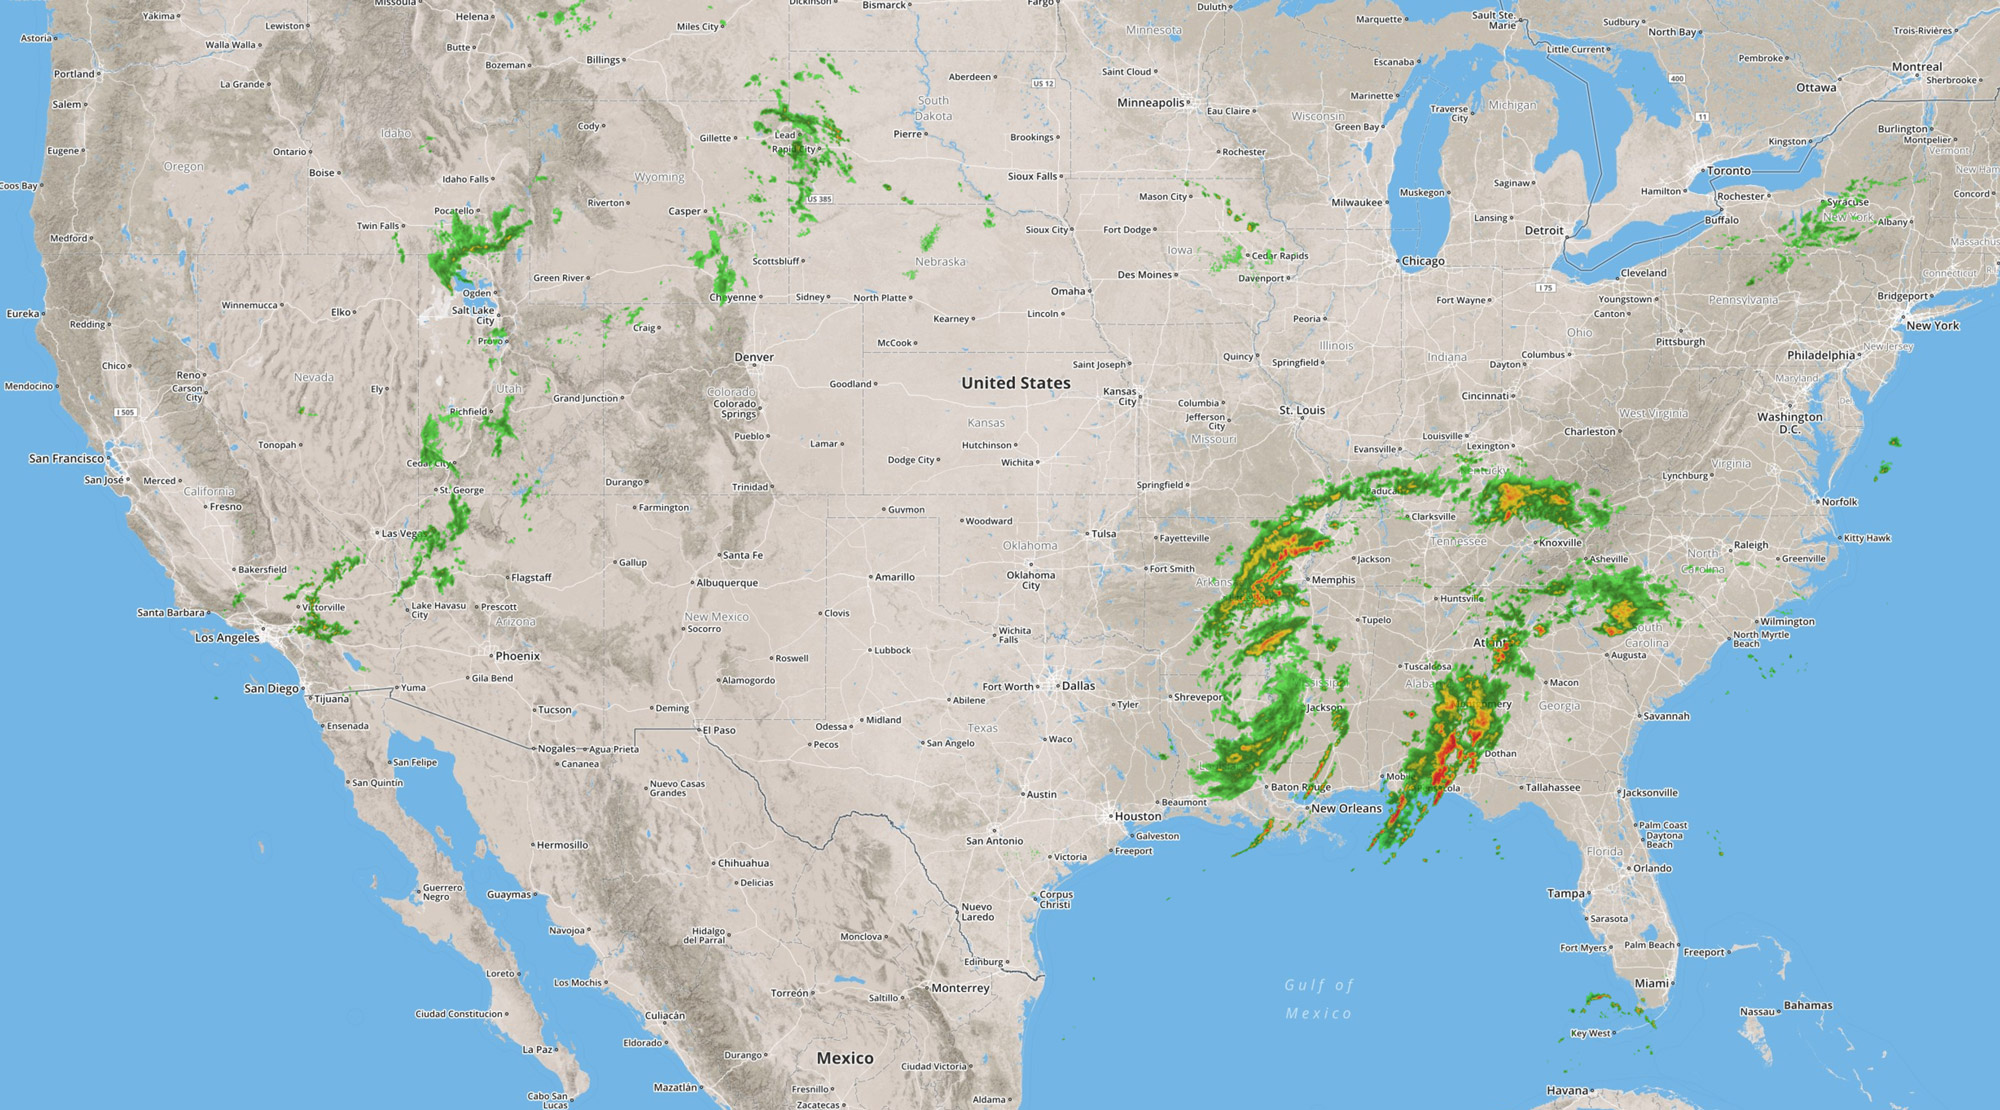 Missoula
Helena
Dickinson
Bismarck
Fargo
Duluth
Marquette
Sault Ste.
Marie
Sudbury
North Bay
Trois-Rivières
Yakima
Lewiston
Miles City
Minnesota
Little Current
Astoria
Walla Walla
Butte
Bozeman
Billings
Escanaba
Pembroke
Montreal
Sherbrooke
Portland
La Grande
Aberdeen
US 12
Saint Cloud
400
Ottawa
Salem
South
Dakota
Minneapolis
Eau Claire
Marinette
Traverse
City
Michigan
Wisconsin
Green Bay
11
Idaho
Cody
Gillette
Lead
Pierre
Brookings
Burlington
Montpelier
Vermont
Kingston
Eugene
Ontario
Rapid City
Rochester
Oregon
Boise
Idaho Falls
Wyoming
Sioux Falls
Toronto
New Ham
Coos Bay
US 385
Mason City
Muskegon
Saginaw
Hamilton
Rochester
Concord
Pocatello
Riverton
Casper
Milwaukee
Lansing
Syracuse
New York
Buffalo
Albany
Twin Falls
Medford
Sioux City
Fort Dodge
Detroit
Massachus
Iowa
Cedar Rapids
Scottsbluff
Nebraska
Chicago
Cleveland
Connecticut
Green River
Des Moines
Davenport
I 75
Ogden
Cheyenne
Sidney
North Platte
Omaha
Fort Wayne
Youngstown
Pennsylvania
Bridgeport
Winnemucca
Elko
Salt Lake
City
Eureka
Redding
Craig
Kearney
Lincoln
Peoria
Canton
New York
Provo
McCook
Illinois
Ohio
Pittsburgh
New Jersey
Philadelphia
Denver
Saint Joseph
Quincy
Springfield
Indiana
Dayton
Columbus
Chico
Reno
Carson
City
Nevada
Ely
Utah
Grand Junction
Colorado
Colorado
Springs
Goodland
United States
Kansas
City
Columbia
Jefferson
City
St. Louis
Cincinnati
Maryland
De
Mendocino
I 505
Richfield
Kansas
Missouri
West Virginia
Washington
D.C.
Tonopah
Pueblo
Lamar
Hutchinson
Louisville
Lexington
Charleston
San Francisco
Cedar City
Dodge City
Wichita
Evansville
Kentucky
Lynchburg
Virginia
San José
Merced
California
St. George
Durango
Trinidad
Springfield
Paducah
Norfolk
Fresno
Farmington
Guymon
Woodward
Clarksville
Las Vegas
Oklahoma
Tulsa
Fayetteville
Tennessee
Knoxville
Kitty Hawk
Santa Fe
Raleigh
North
Carolina
Greenville
Asheville
Bakersfield
Gallup
Fort Smith
Jackson
Flagstaff
Albuquerque
Amarillo
Oklahoma
City
Arkans
Memphis
Santa Barbara
Victorville
Lake Havasu
City
Prescott
Arizona
New Mexico
Clovis
Huntsville
Tupelo
Wilmington
Los Angeles
Socorro
Wichita
Falls
South
Carolina
North Myrtle
Beach
Atlanta
Phoenix
Roswell
Lubbock
Tuscaloosa
Augusta
Gila Bend
Alamogordo
Fort Worth
Dallas
Alabama
Macon
San Diego
Tijuana
Yuma
Shreveport
Georgia
Tucson
Deming
Abilene
Tyler
Jackson
Montgomery
Savannah
Ensenada
El Paso
Odessa
Midland
Texas
Nogales
Agua Prieta
Pecos
San Angelo
Waco
Dothan
San Felipe
Cananea
Mobile
San Quintín
Nuevo Casas
Grandes
Austin
Baton Rouge
Pensacola
Tallahassee
Jacksonville
Beaumont
New Orleans
Houston
Palm Coast
Daytona
Beach
Hermosillo
San Antonio
Galveston
Freeport
Victoria
Florida
Chihuahua
Orlando
Guerrero
Negro
Guaymas
Delicias
Corpus
Christi
Tampa
Nuevo
Laredo
Sarasota
Navojoa
Hidalgo
del Parral
Monclova
Fort Myers
Palm Beach
Freeport
Edinburg
Loreto
Los Mochis
Torreón
Saltillo
Monterrey
Gulf of
Mexico
Miami
Ciudad Constitucion
Culiacán
Nassau
Bahamas
Key West
Eldorado
La Paz
Durango
Mexico
Ciudad Victoria
Mazatlán
Fresnillo
Havana
Cabo San
Lucas
Zacatecas
Aldama